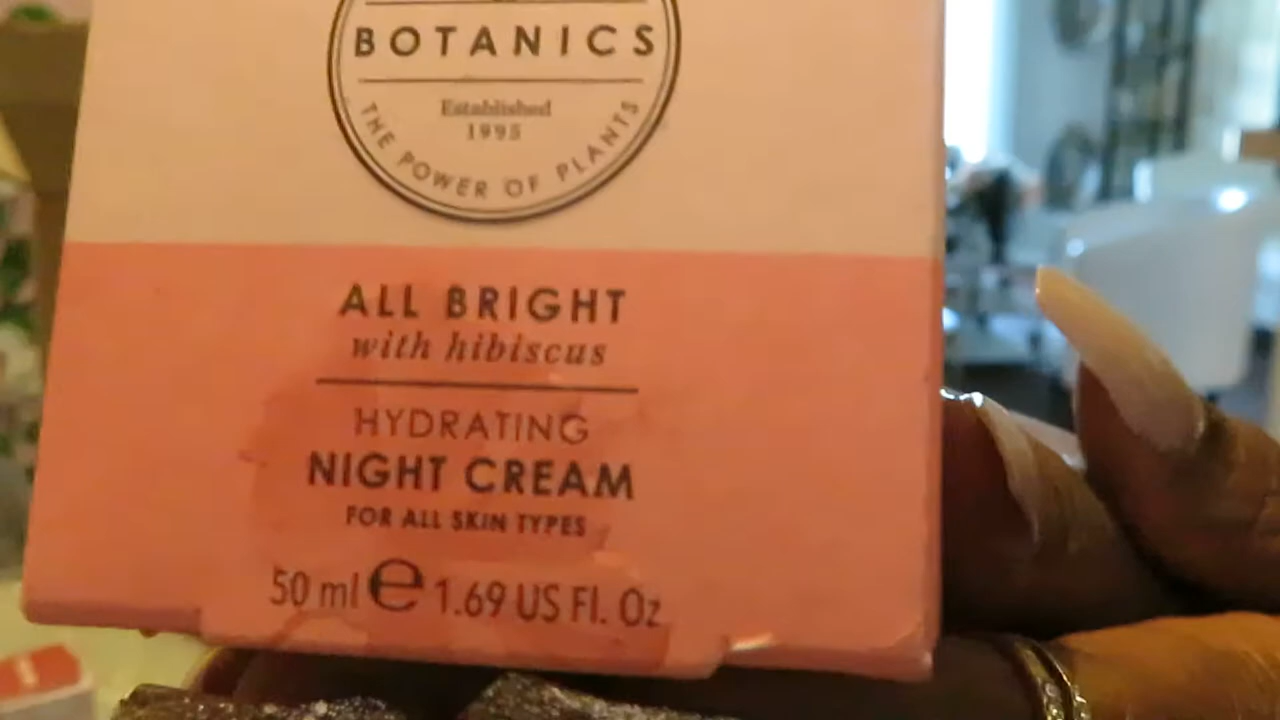 BOTANICS
Established
1995
THE POWER OF PLANTS
ALL BRIGHT
with hibiscus
HYDRATING
NIGHT CREAM
FOR ALL SKIN TYPES
50 ml e 1.69 US Fl. Oz